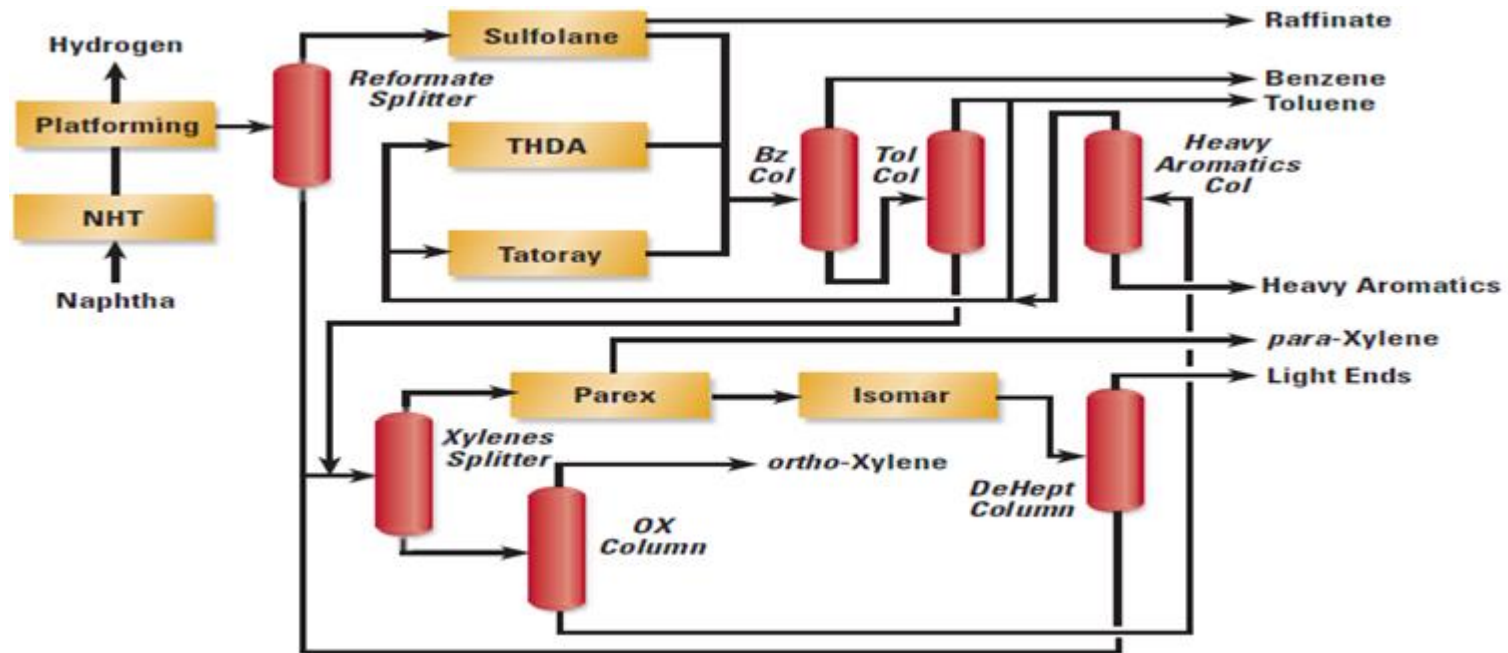 Hydrogen
Platforming
NHT
Naphtha
Reformate
Splitter
Sulfolane
THDA
Tatoray
Bz
Col
Tol
Col
Heavy
Aromatics
Col
Raffinate
Benzene
Toluene
Heavy Aromatics
para-Xylene
Light Ends
Parex
Isomar
Xylenes
Splitter
ortho-Xylene
OX
Column
DeHept
Column